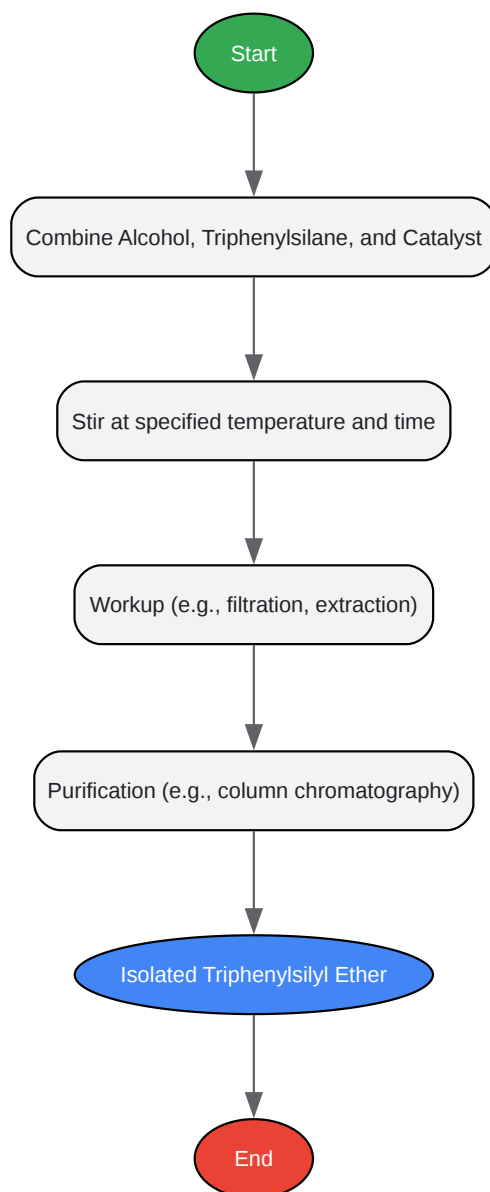 Start
Combine Alcohol, Triphenylsilane, and Catalyst
Stir at specified temperature and time
Workup (e.g., filtration, extraction)
Purification (e.g., column chromatography)
Isolated Triphenylsilyl Ether
End